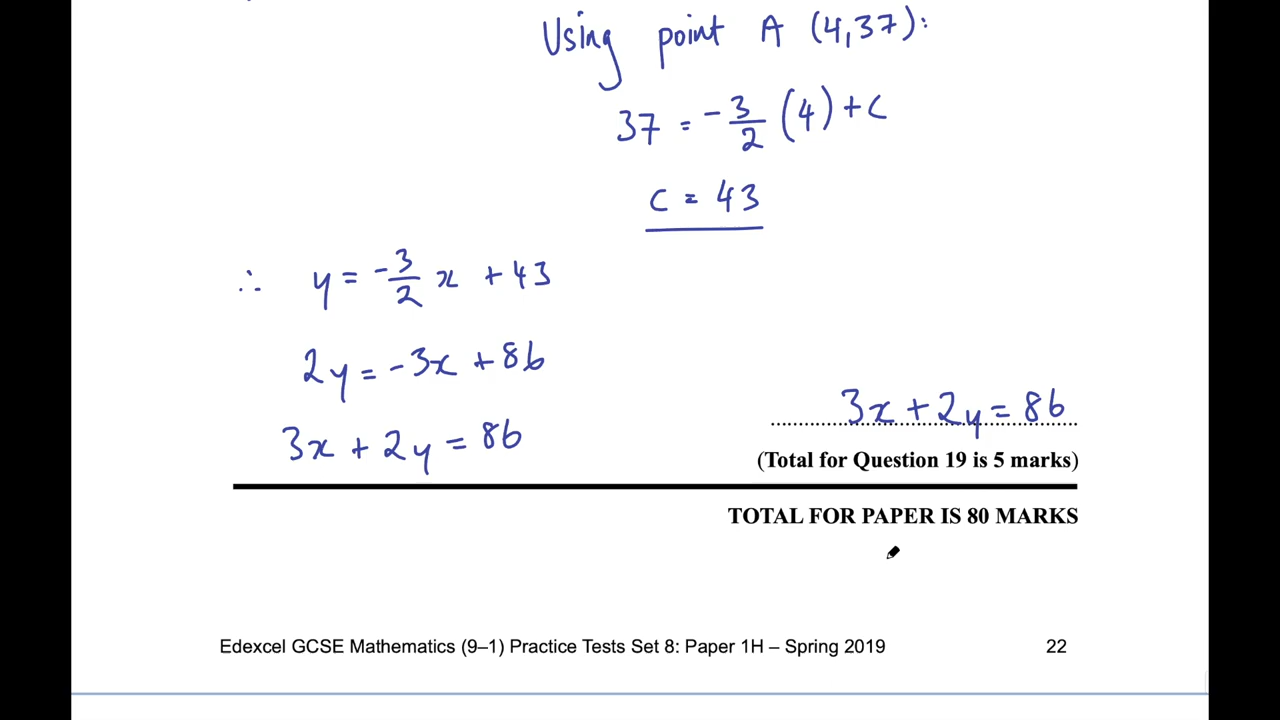 Using point A (4,37):
37 = -3/2 (4) + c
c = 43
∴ y = -3/2 x + 43
2y = -3x + 86
3x + 2y = 86
3x + 2y = 86
(Total for Question 19 is 5 marks)
TOTAL FOR PAPER IS 80 MARKS
Edexcel GCSE Mathematics (9–1) Practice Tests Set 8: Paper 1H – Spring 2019 22